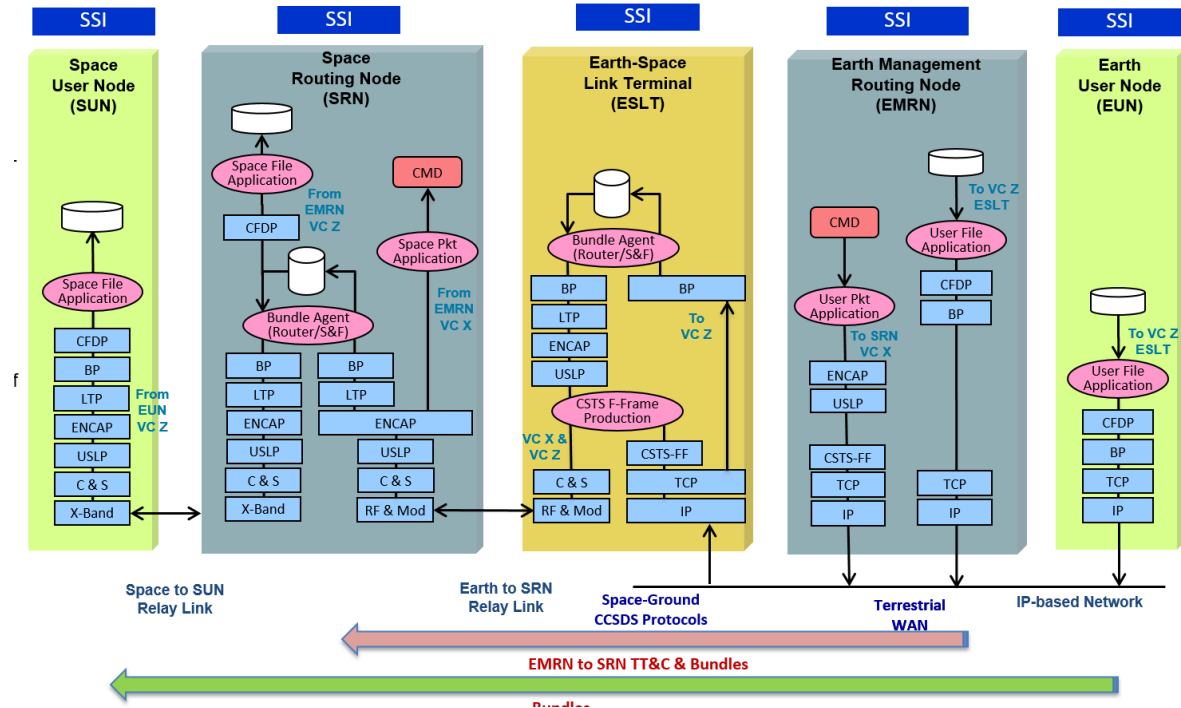 SSI
SSI
SSI
SSI
SSI
Space
User Node
(SUN)
Space File
Application
CFDP
BP
LTP
ENCAP
USLP
C & S
X-Band
From
EUN
VC Z
Space
Routing Node
(SRN)
Space File
Application
From
EMRN
VC Z
CFDP
CMD
Space Pkt
Application
From
EMRN
VC X
Bundle Agent
(Router/S&F)
BP
LTP
ENCAP
USLP
C & S
X-Band
BP
LTP
ENCAP
USLP
C & S
RF & Mod
Earth-Space
Link Terminal
(ESLT)
Bundle Agent
(Router/S&F)
BP
LTP
ENCAP
USLP
BP
To
VC Z
CSTS F-Frame
Production
VC X &
VC Z
C & S
RF & Mod
CSTS-FF
TCP
IP
Earth Management
Routing Node
(EMRN)
CMD
User Pkt
Application
To SRN
VC X
ENCAP
USLP
CSTS-FF
TCP
IP
To VC Z
ESLT
User File
Application
CFDP
BP
TCP
IP
Earth
User Node
(EUN)
To VC Z
ESLT
User File
Application
CFDP
BP
TCP
IP
f
Space to SUN
Relay Link
Earth to SRN
Relay Link
Space-Ground
CCSDS Protocols
Terrestrial
WAN
IP-based Network
EMRN to SRN TT&C & Bundles
Bundles